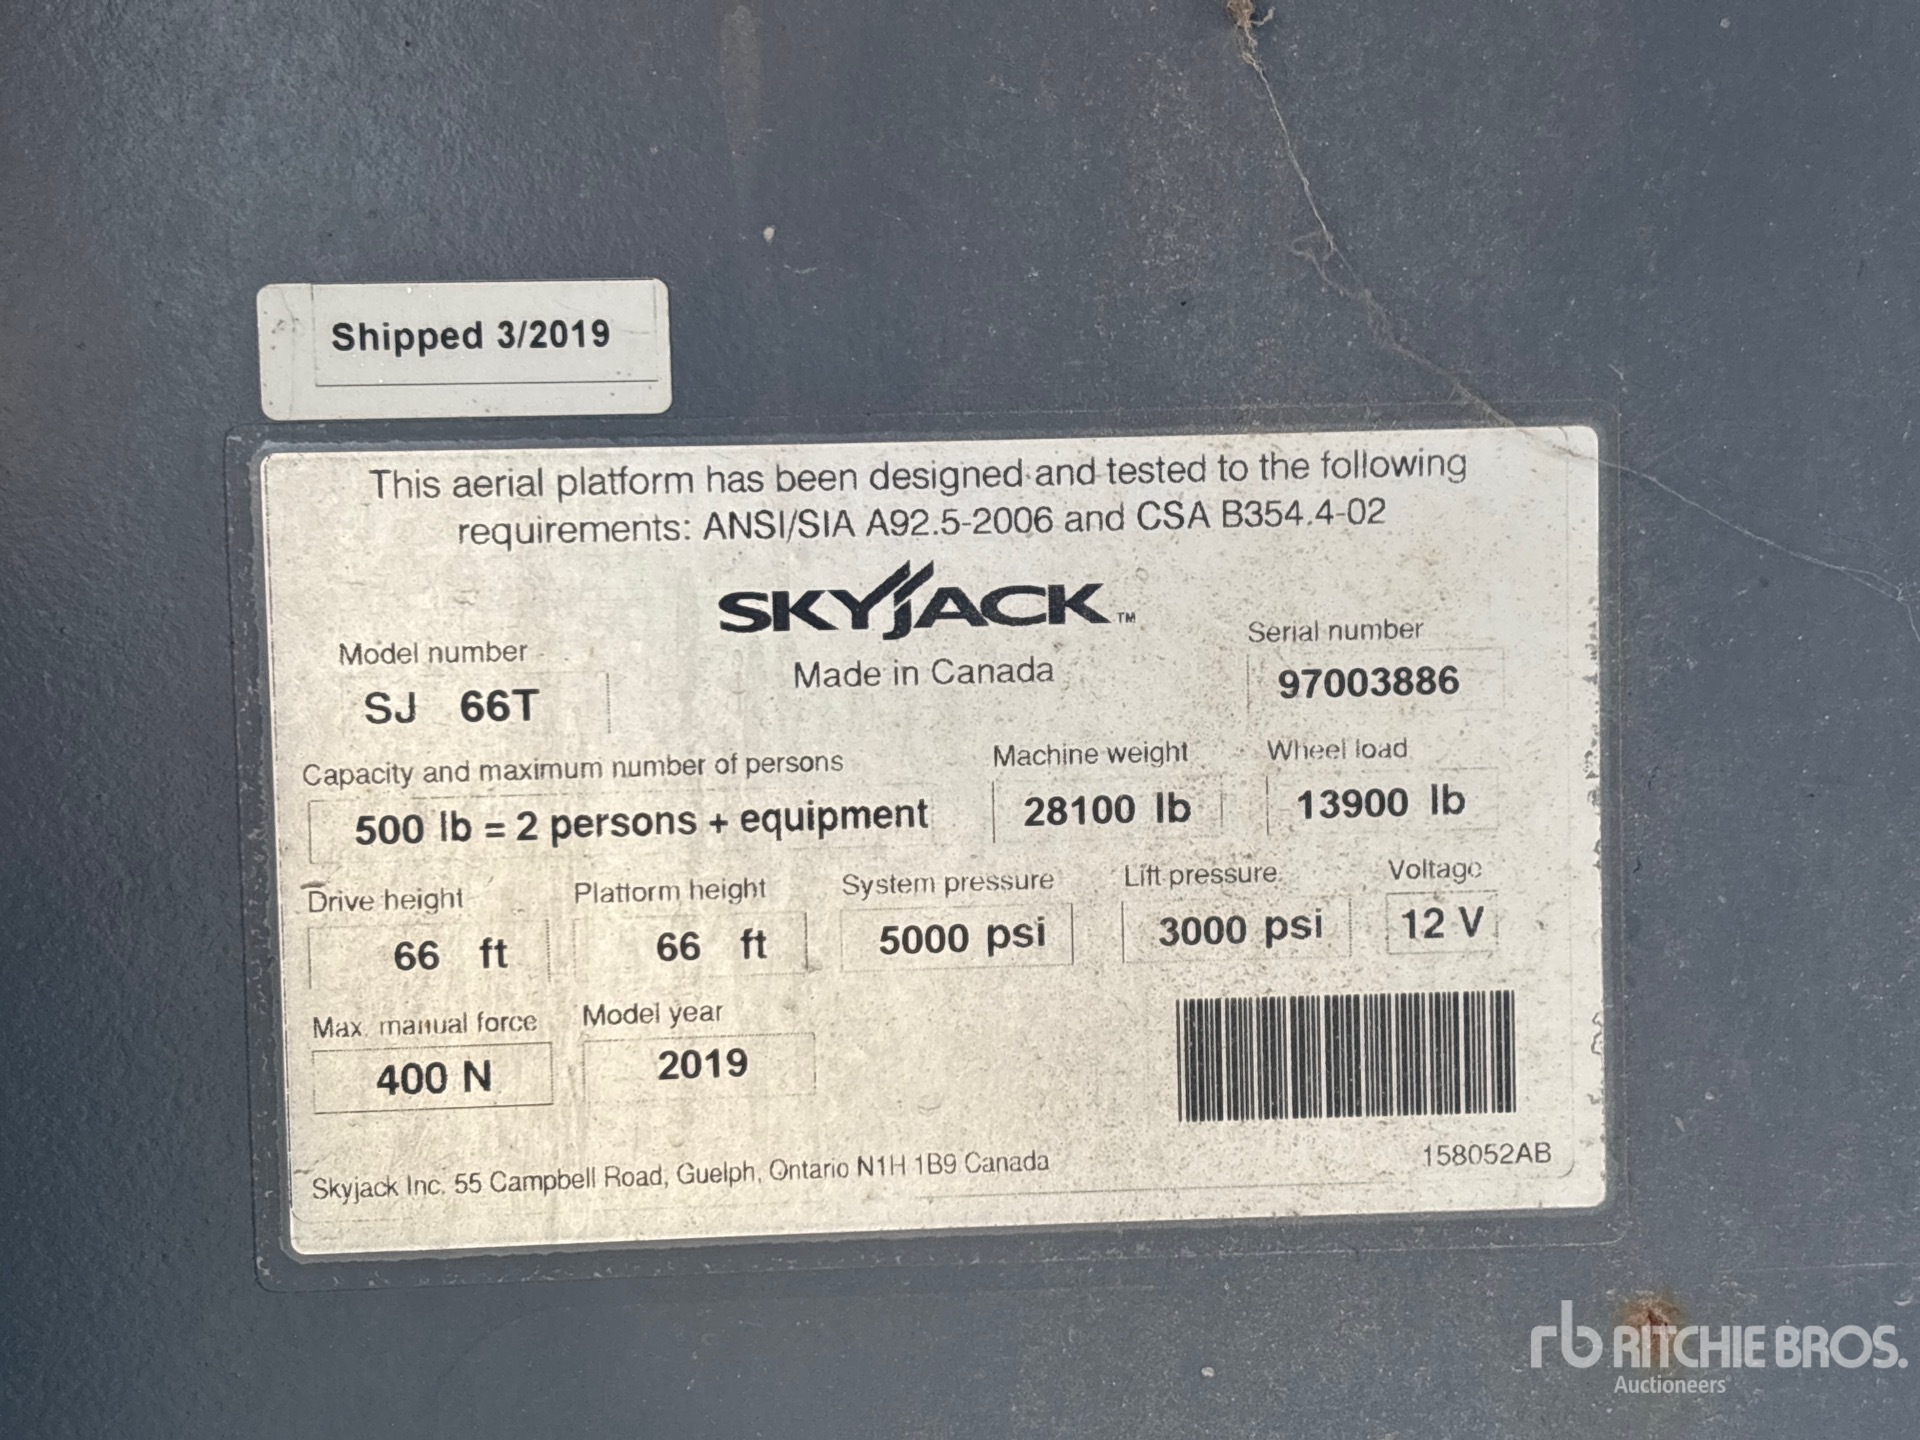 Shipped 3/2019
This aerial platform has been designed and tested to the following
requirements: ANSI/SIA A92.5-2006 and CSA B354.4-02
SKYJACK™
Made in Canada
Model number
SJ 66T
Serial number
97003886
Capacity and maximum number of persons
500 lb = 2 persons + equipment
Machine weight
28100 lb
Wheel load
13900 lb
Drive height
66 ft
Platform height
66 ft
System pressure
5000 psi
Lift pressure
3000 psi
Voltage
12 V
Max. manual force
400 N
Model year
2019
Skyjack Inc. 55 Campbell Road, Guelph, Ontario N1H 1B9 Canada
158052AB
rb RITCHIE BROS.
Auctioneers